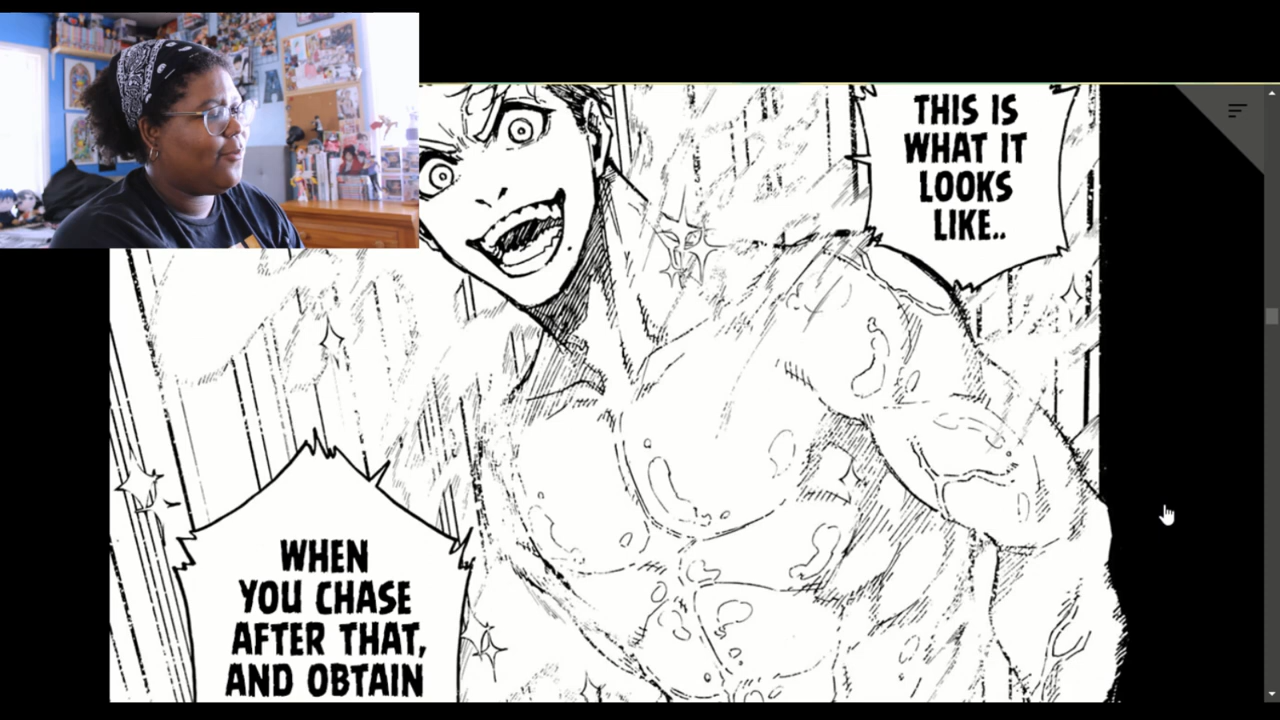 THIS IS
WHAT IT
LOOKS
LIKE..
WHEN
YOU CHASE
AFTER THAT,
AND OBTAIN